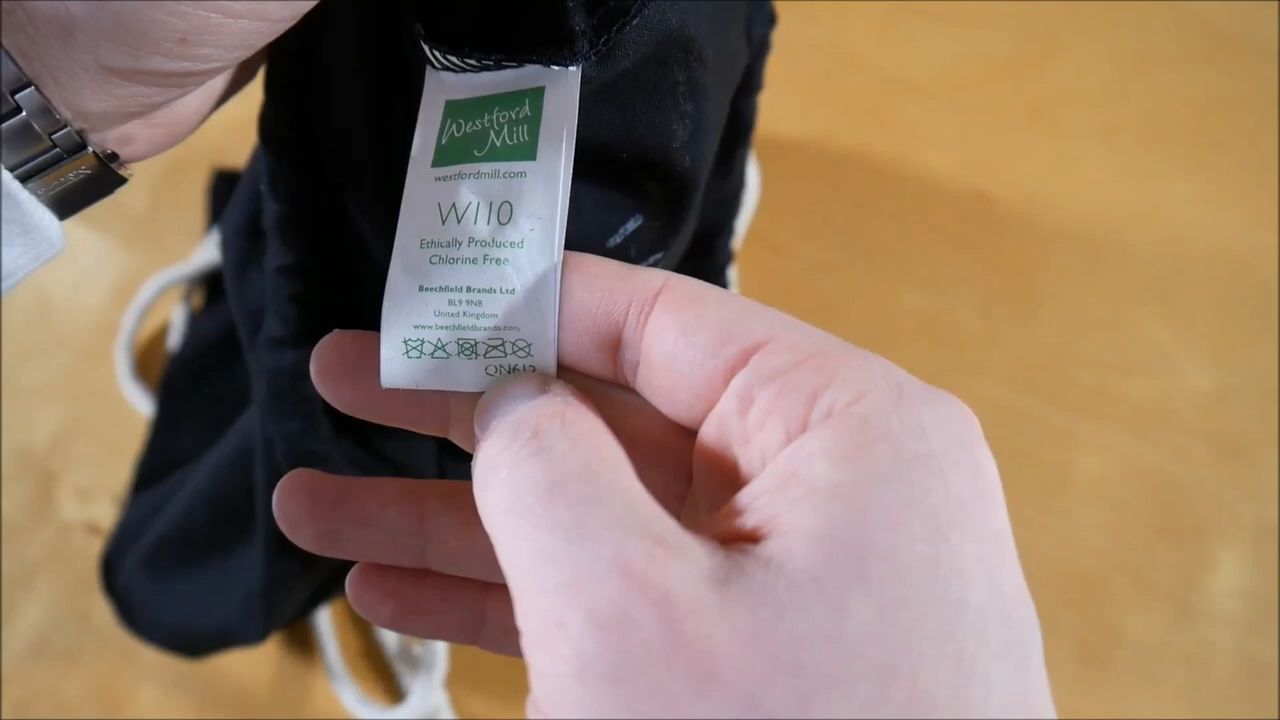 Westford
Mill
westfordmill.com
W110
Ethically Produced
Chlorine Free
Beechfield Brands Ltd
BL9 9NB
United Kingdom
www.beechfieldbrands.com